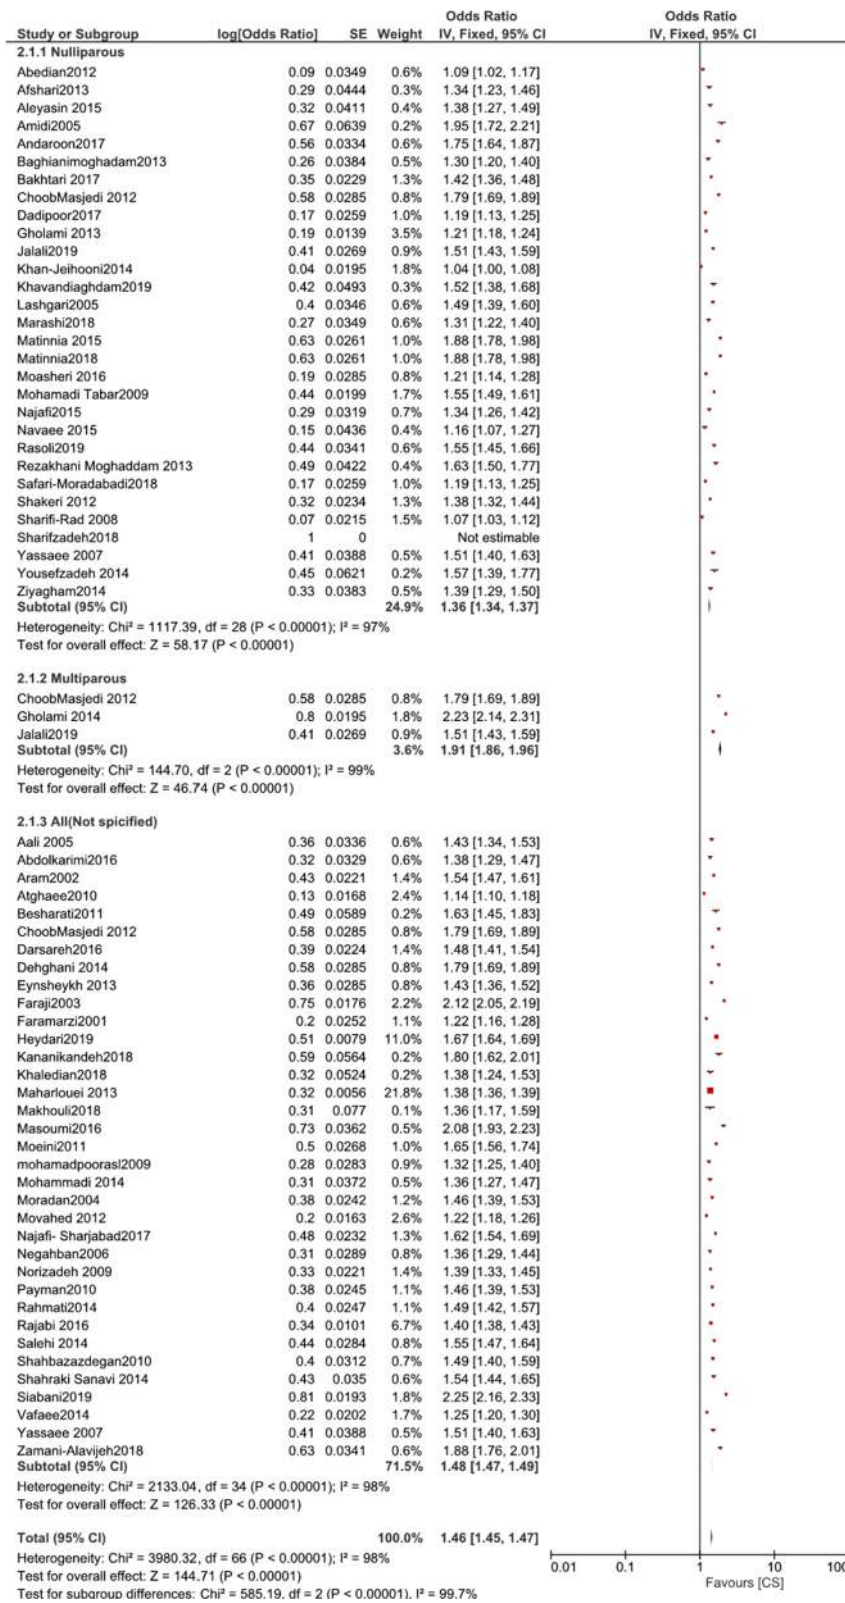 Odds Ratio Odds Ratio
Study or Subgroup log[Odds Ratio] SE Weight IV, Fixed, 95% CI IV, Fixed, 95% CI
2.1.1 Nulliparous
Abedian2012 0.09 0.0349 0.6% 1.09 [1.02, 1.17]
Afshari2013 0.29 0.0444 0.3% 1.34 [1.23, 1.46]
Aleyasin 2015 0.32 0.0411 0.4% 1.38 [1.27, 1.49]
Amidi2005 0.67 0.0639 0.2% 1.95 [1.72, 2.21]
Andaroon2017 0.56 0.0334 0.6% 1.75 [1.64, 1.87]
Baghianimoghadam2013 0.26 0.0384 0.5% 1.30 [1.20, 1.40]
Bakhtari 2017 0.35 0.0229 1.3% 1.42 [1.36, 1.48]
ChoobMasjedi 2012 0.58 0.0285 0.8% 1.79 [1.69, 1.89]
Dadipoor2017 0.17 0.0259 1.0% 1.19 [1.13, 1.25]
Gholami 2013 0.19 0.0139 3.5% 1.21 [1.18, 1.24]
Jalali2019 0.41 0.0269 0.9% 1.51 [1.43, 1.59]
Khan-Jeihooni2014 0.04 0.0195 1.8% 1.04 [1.00, 1.08]
Khavandiaghdam2019 0.42 0.0493 0.3% 1.52 [1.38, 1.68]
Lashgari2005 0.4 0.0346 0.6% 1.49 [1.39, 1.60]
Marashi2018 0.27 0.0349 0.6% 1.31 [1.22, 1.40]
Matinnia 2015 0.63 0.0261 1.0% 1.88 [1.78, 1.98]
Matinnia2018 0.63 0.0261 1.0% 1.88 [1.78, 1.98]
Moasheri 2016 0.19 0.0285 0.8% 1.21 [1.14, 1.28]
Mohamadi Tabar2009 0.44 0.0199 1.7% 1.55 [1.49, 1.61]
Najafi2015 0.29 0.0319 0.7% 1.34 [1.26, 1.42]
Navaee 2015 0.15 0.0436 0.4% 1.16 [1.07, 1.27]
Rasoli2019 0.44 0.0341 0.6% 1.55 [1.45, 1.66]
Rezakhani Moghaddam 2013 0.49 0.0422 0.4% 1.63 [1.50, 1.77]
Safari-Moradabadi2018 0.17 0.0259 1.0% 1.19 [1.13, 1.25]
Shakeri 2012 0.32 0.0234 1.3% 1.38 [1.32, 1.44]
Sharifi-Rad 2008 0.07 0.0215 1.5% 1.07 [1.03, 1.12]
Sharifzadeh2018 1 0 Not estimable
Yassaee 2007 0.41 0.0388 0.5% 1.51 [1.40, 1.63]
Yousefzadeh 2014 0.45 0.0621 0.2% 1.57 [1.39, 1.77]
Ziyagham2014 0.33 0.0383 0.5% 1.39 [1.29, 1.50]
Subtotal (95% CI) 24.9% 1.36 [1.34, 1.37]
Heterogeneity: Chi² = 1117.39, df = 28 (P < 0.00001); I² = 97%
Test for overall effect: Z = 58.17 (P < 0.00001)
2.1.2 Multiparous
ChoobMasjedi 2012 0.58 0.0285 0.8% 1.79 [1.69, 1.89]
Gholami 2014 0.8 0.0195 1.8% 2.23 [2.14, 2.31]
Jalali2019 0.41 0.0269 0.9% 1.51 [1.43, 1.59]
Subtotal (95% CI) 3.6% 1.91 [1.86, 1.96]
Heterogeneity: Chi² = 144.70, df = 2 (P < 0.00001); I² = 99%
Test for overall effect: Z = 46.74 (P < 0.00001)
2.1.3 All(Not spicified)
Aali 2005 0.36 0.0336 0.6% 1.43 [1.34, 1.53]
Abdolkarimi2016 0.32 0.0329 0.6% 1.38 [1.29, 1.47]
Aram2002 0.43 0.0221 1.4% 1.54 [1.47, 1.61]
Atghaee2010 0.13 0.0168 2.4% 1.14 [1.10, 1.18]
Besharati2011 0.49 0.0589 0.2% 1.63 [1.45, 1.83]
ChoobMasjedi 2012 0.58 0.0285 0.8% 1.79 [1.69, 1.89]
Darsareh2016 0.39 0.0224 1.4% 1.48 [1.41, 1.54]
Dehghani 2014 0.58 0.0285 0.8% 1.79 [1.69, 1.89]
Eynsheykh 2013 0.36 0.0285 0.8% 1.43 [1.36, 1.52]
Faraji2003 0.75 0.0176 2.2% 2.12 [2.05, 2.19]
Faramarzi2001 0.2 0.0252 1.1% 1.22 [1.16, 1.28]
Heydari2019 0.51 0.0079 11.0% 1.67 [1.64, 1.69]
Kananikandeh2018 0.59 0.0564 0.2% 1.80 [1.62, 2.01]
Khaledian2018 0.32 0.0524 0.2% 1.38 [1.24, 1.53]
Maharlouei 2013 0.32 0.0056 21.8% 1.38 [1.36, 1.39]
Makhouli2018 0.31 0.077 0.1% 1.36 [1.17, 1.59]
Masoumi2016 0.73 0.0362 0.5% 2.08 [1.93, 2.23]
Moeini2011 0.5 0.0268 1.0% 1.65 [1.56, 1.74]
mohamadpoorasl2009 0.28 0.0283 0.9% 1.32 [1.25, 1.40]
Mohammadi 2014 0.31 0.0372 0.5% 1.36 [1.27, 1.47]
Moradan2004 0.38 0.0242 1.2% 1.46 [1.39, 1.53]
Movahed 2012 0.2 0.0163 2.6% 1.22 [1.18, 1.26]
Najafi- Sharjabad2017 0.48 0.0232 1.3% 1.62 [1.54, 1.69]
Negahban2006 0.31 0.0289 0.8% 1.36 [1.29, 1.44]
Norizadeh 2009 0.33 0.0221 1.4% 1.39 [1.33, 1.45]
Payman2010 0.38 0.0245 1.1% 1.46 [1.39, 1.53]
Rahmati2014 0.4 0.0247 1.1% 1.49 [1.42, 1.57]
Rajabi 2016 0.34 0.0101 6.7% 1.40 [1.38, 1.43]
Salehi 2014 0.44 0.0284 0.8% 1.55 [1.47, 1.64]
Shahbazazdegan2010 0.4 0.0312 0.7% 1.49 [1.40, 1.59]
Shahraki Sanavi 2014 0.43 0.035 0.5% 1.54 [1.44, 1.65]
Siabani2019 0.81 0.0193 1.8% 2.25 [2.16, 2.33]
Vafaee2014 0.22 0.0202 1.7% 1.25 [1.20, 1.30]
Yassaee 2007 0.41 0.0388 0.5% 1.51 [1.40, 1.63]
Zamani-Alavijeh2018 0.63 0.0341 0.6% 1.88 [1.76, 2.01]
Subtotal (95% CI) 71.5% 1.48 [1.47, 1.49]
Heterogeneity: Chi² = 2133.04, df = 34 (P < 0.00001); I² = 98%
Test for overall effect: Z = 126.33 (P < 0.00001)
Total (95% CI) 100.0% 1.46 [1.45, 1.47]
Heterogeneity: Chi² = 3980.32, df = 66 (P < 0.00001); I² = 98%
0.01 0.1 1 10 100
Test for overall effect: Z = 144.71 (P < 0.00001)
Favours [CS]
Test for subgroup differences: Chi² = 585.19, df = 2 (P < 0.00001), I² = 99.7%